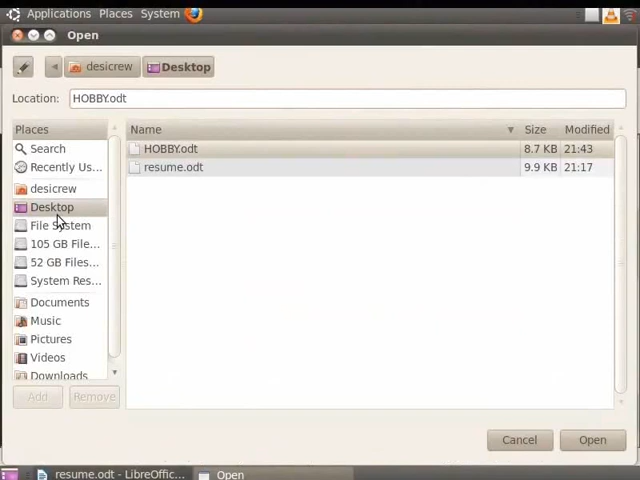 Applications Places System
Open
desicrew Desktop
Location: HOBBY.odt
Places Name Size Modified
Search HOBBY.odt 8.7 KB 21:43
Recently Us... resume.odt 9.9 KB 21:17
desicrew
Desktop
File System
105 GB File...
52 GB Files...
System Res...
Documents
Music
Pictures
Videos
Downloads
Add Remove Cancel Open
resume.odt - LibreOffic... Open